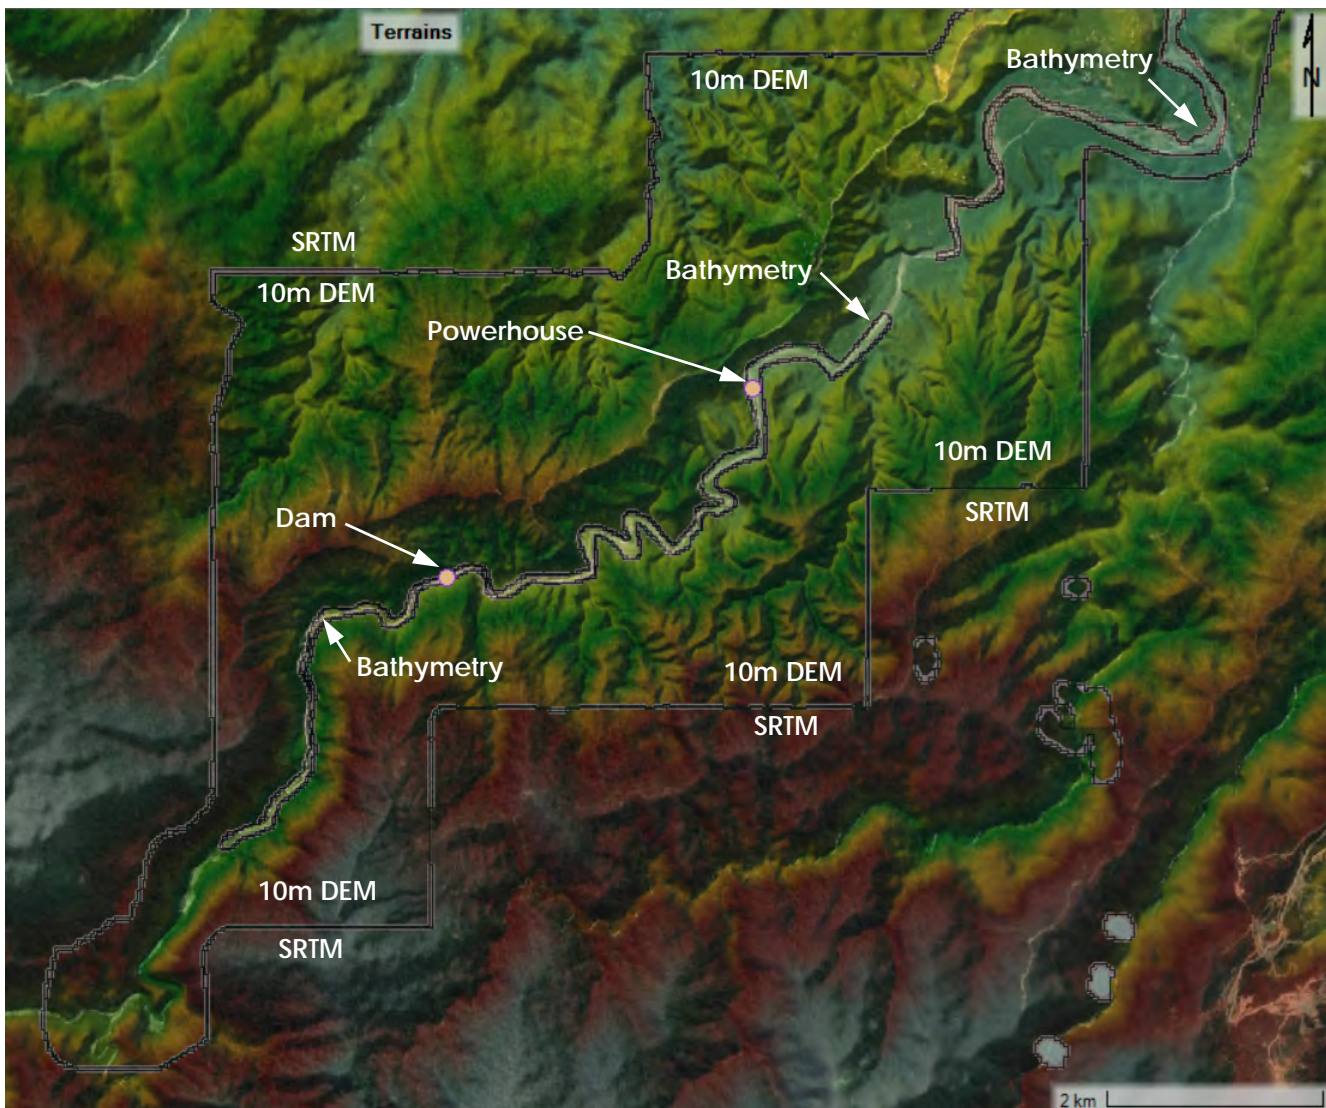 Terrains
Bathymetry
N
10m DEM
SRTM
Bathymetry
10m DEM
Powerhouse
10m DEM
SRTM
Dam
Bathymetry
10m DEM
SRTM
10m DEM
SRTM
2 km